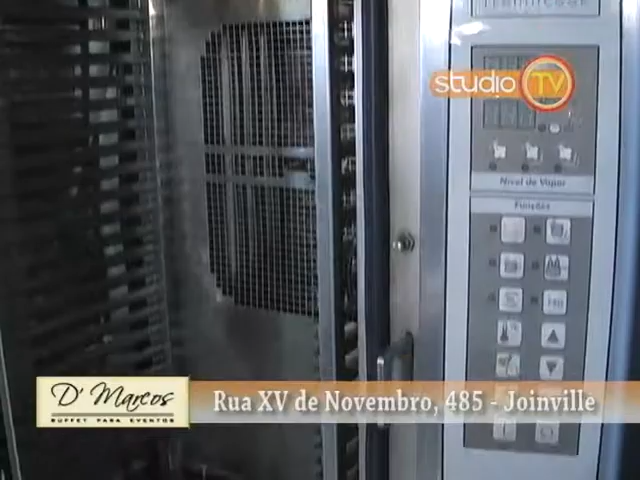 studio TV
Nível de Vapor
Funções
D'Marcos
BUFFET PARA EVENTOS
Rua XV de Novembro, 485 - Joinville